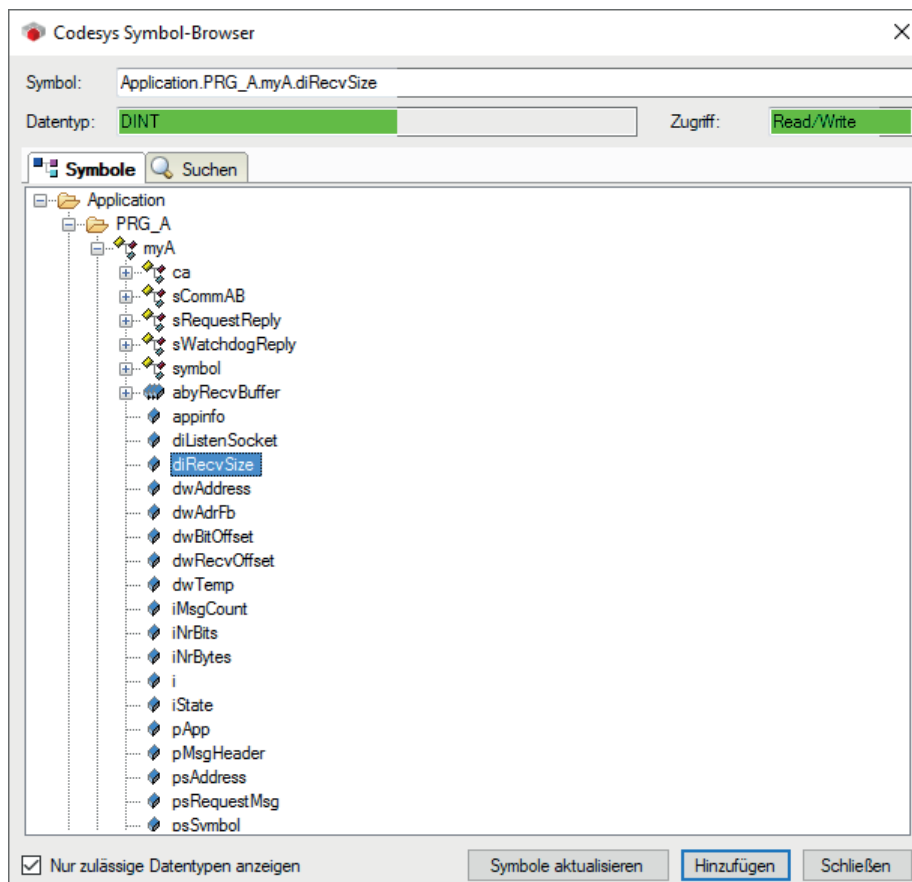 Codesys Symbol-Browser
Symbol: Application.PRG_A.myA.diRecvSize
Datentyp: DINT Zugriff: Read/Write
Symbole Suchen
Application
PRG_A
myA
ca
sCommAB
sRequestReply
sWatchdogReply
symbol
abyRecvBuffer
appinfo
diListenSocket
diRecvSize
dwAddress
dwAdrFb
dwBitOffset
dwRecvOffset
dwTemp
iMsgCount
iNrBits
iNrBytes
i
iState
pApp
pMsgHeader
psAddress
psRequestMsg
psSymbol
Nur zulässige Datentypen anzeigen Symbole aktualisieren Hinzufügen Schließen